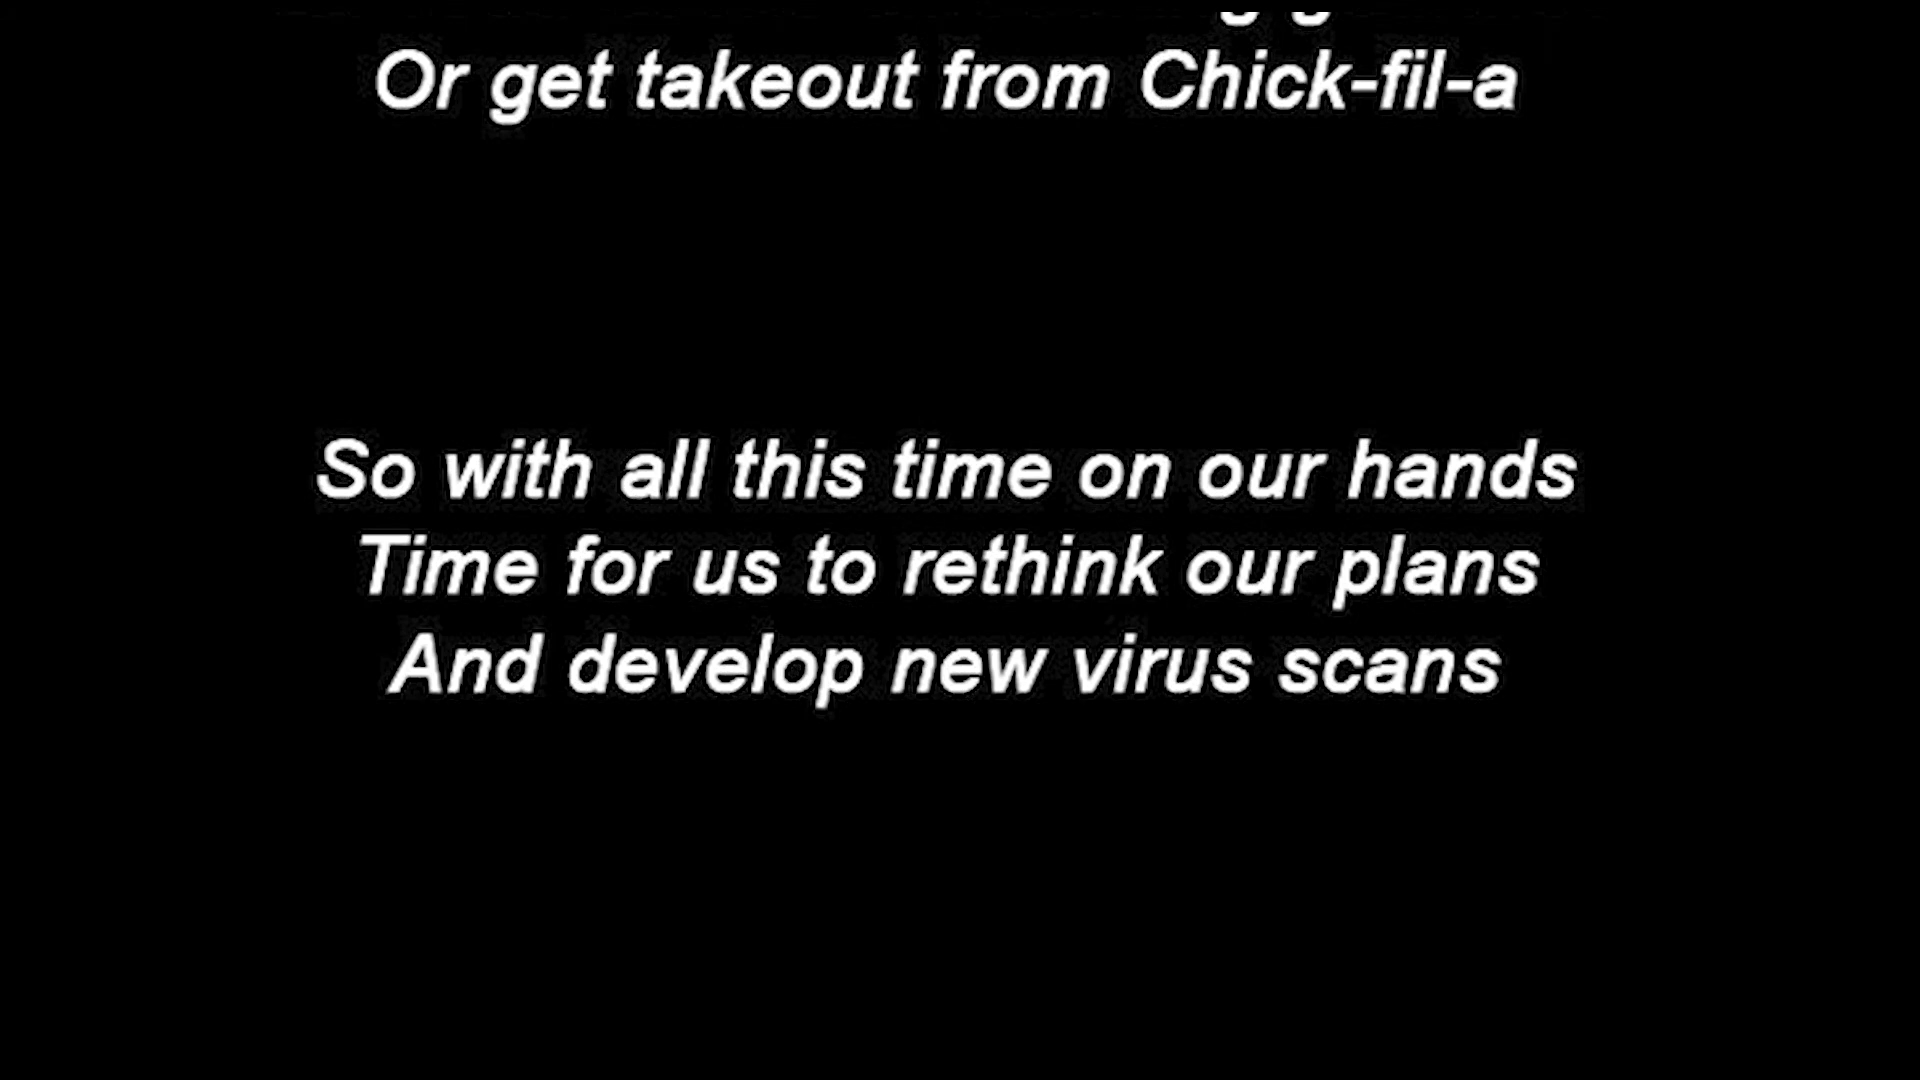 Or get takeout from Chick-fil-a
So with all this time on our hands
Time for us to rethink our plans
And develop new virus scans